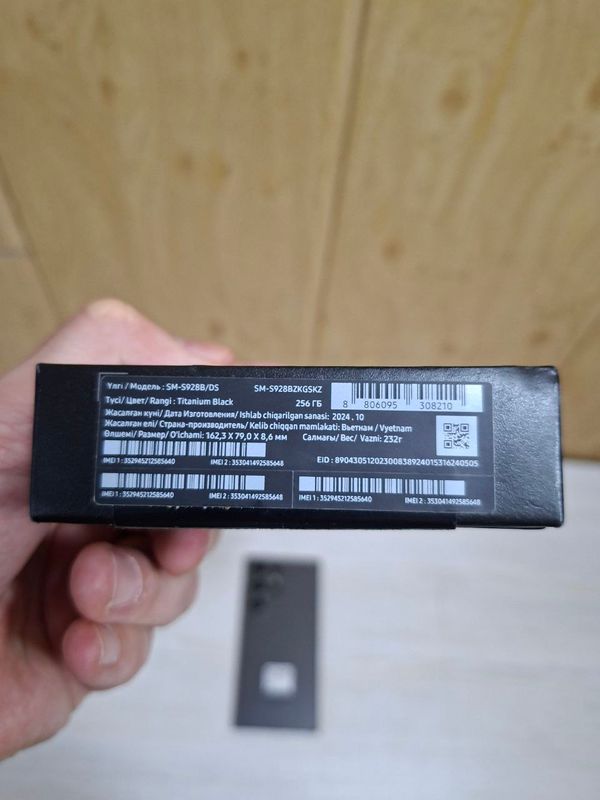 Үлгі / Модель : SM-S928B/DS SM-S928BZKGSKZ
Түсі/ Цвет/ Rangi : Titanium Black 256 ГБ
8 806095 308210
Жасалған күні/ Дата Изготовления/ Ishlab chiqarilgan sanasi: 2024 . 10
Жасалған елі/ Страна-производитель/ Kelib chiqqan mamlakati: Вьетнам / Vyetnam
Өлшемі/ Размер/ O'lchami: 162,3 X 79,0 X 8,6 мм Салмағы/ Вес/ Vazni: 232г
IMEI 1 : 352945212585640 IMEI 2 : 353041492585648 EID : 89043051202300838924015316240505
IMEI 1 : 352945212585640 IMEI 2 : 353041492585648 IMEI 1 : 352945212585640 IMEI 2 : 353041492585648